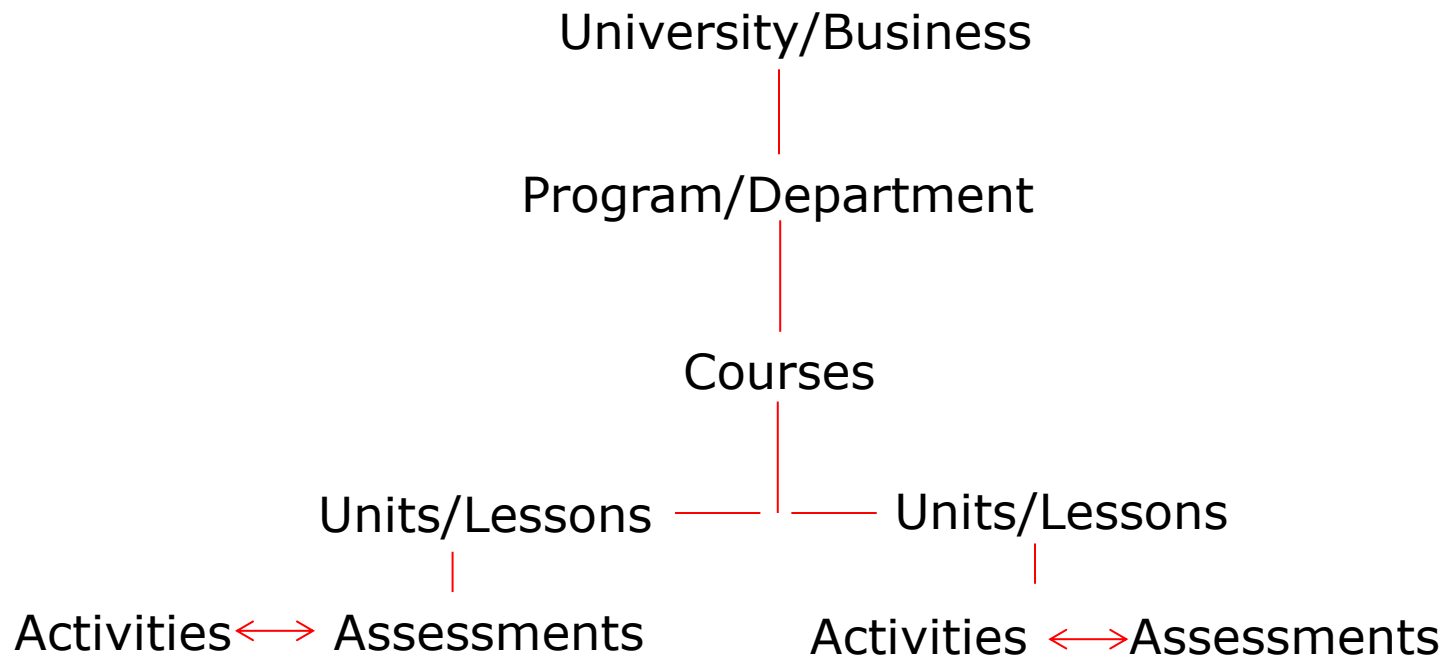 University/Business
Program/Department
Courses
Units/Lessons
Units/Lessons
Activities
Assessments
Activities
Assessments